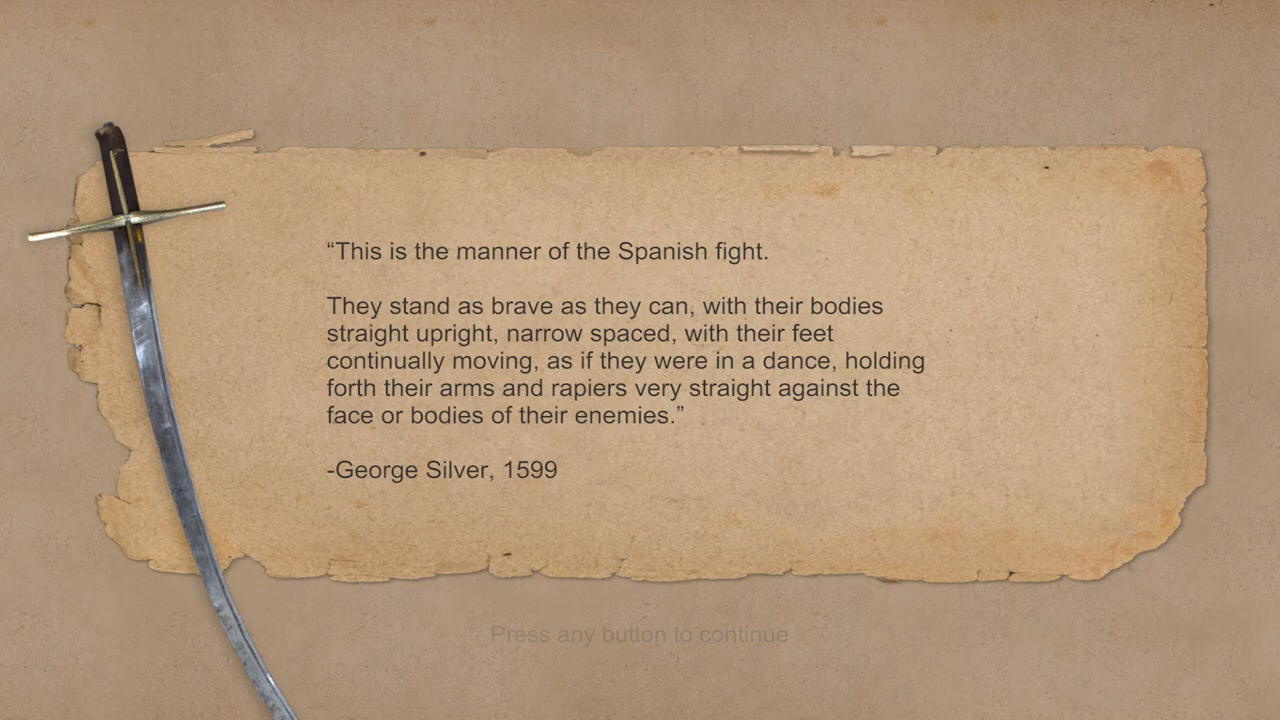 “This is the manner of the Spanish fight.
They stand as brave as they can, with their bodies
straight upright, narrow spaced, with their feet
continually moving, as if they were in a dance, holding
forth their arms and rapiers very straight against the
face or bodies of their enemies.”
-George Silver, 1599
Press any button to continue